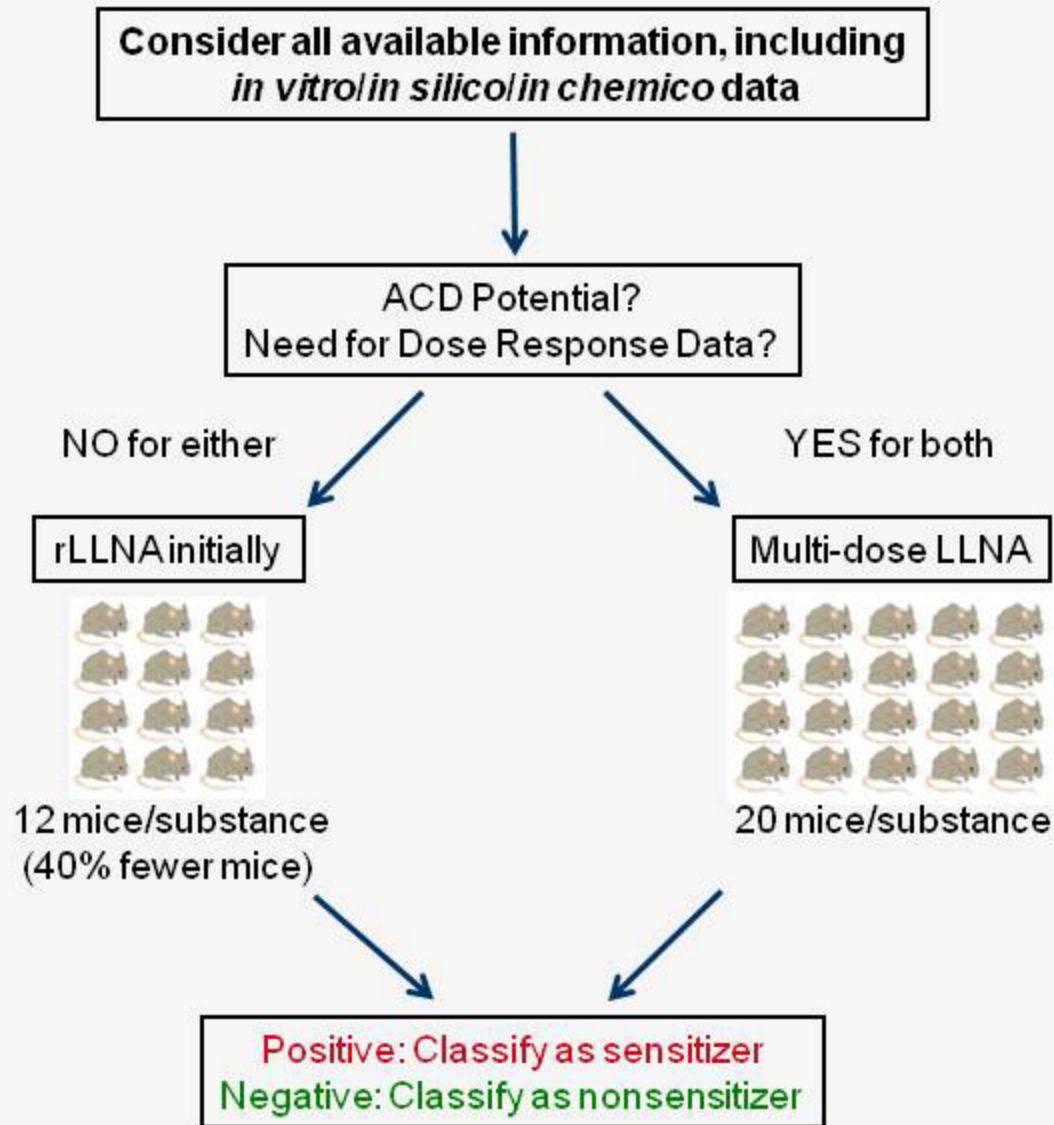 Consider all available information, including
in vitro/in silico/in chemico data
ACD Potential?
Need for Dose Response Data?
NO for either
YES for both
rLLNA initially
Multi-dose LLNA
12 mice/substance
(40% fewer mice)
20 mice/substance
Positive: Classify as sensitizer
Negative: Classify as nonsensitizer